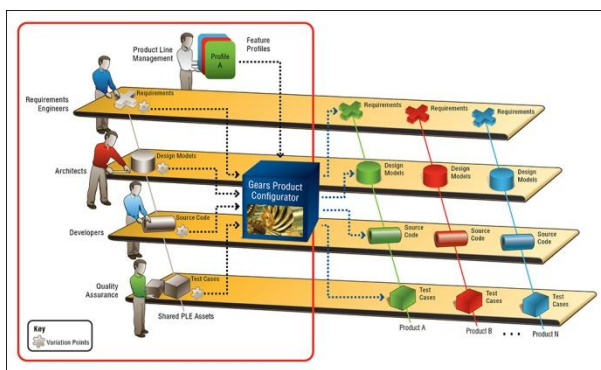 Product Line
Management
Feature
Profiles
Profile
A
Requirements
Engineers
Requirements
Requirements
Requirements
Requirements
Architects
Design Models
Design
Models
Design
Models
Design
Models
Gears Product
Configurator
Developers
Source Code
Source
Code
Source
Code
Source
Code
Quality
Assurance
Test Cases
Test
Cases
Test
Cases
Test
Cases
Shared PLE Assets
Product A
Product B
• • •
Product N
Key
Variation Points